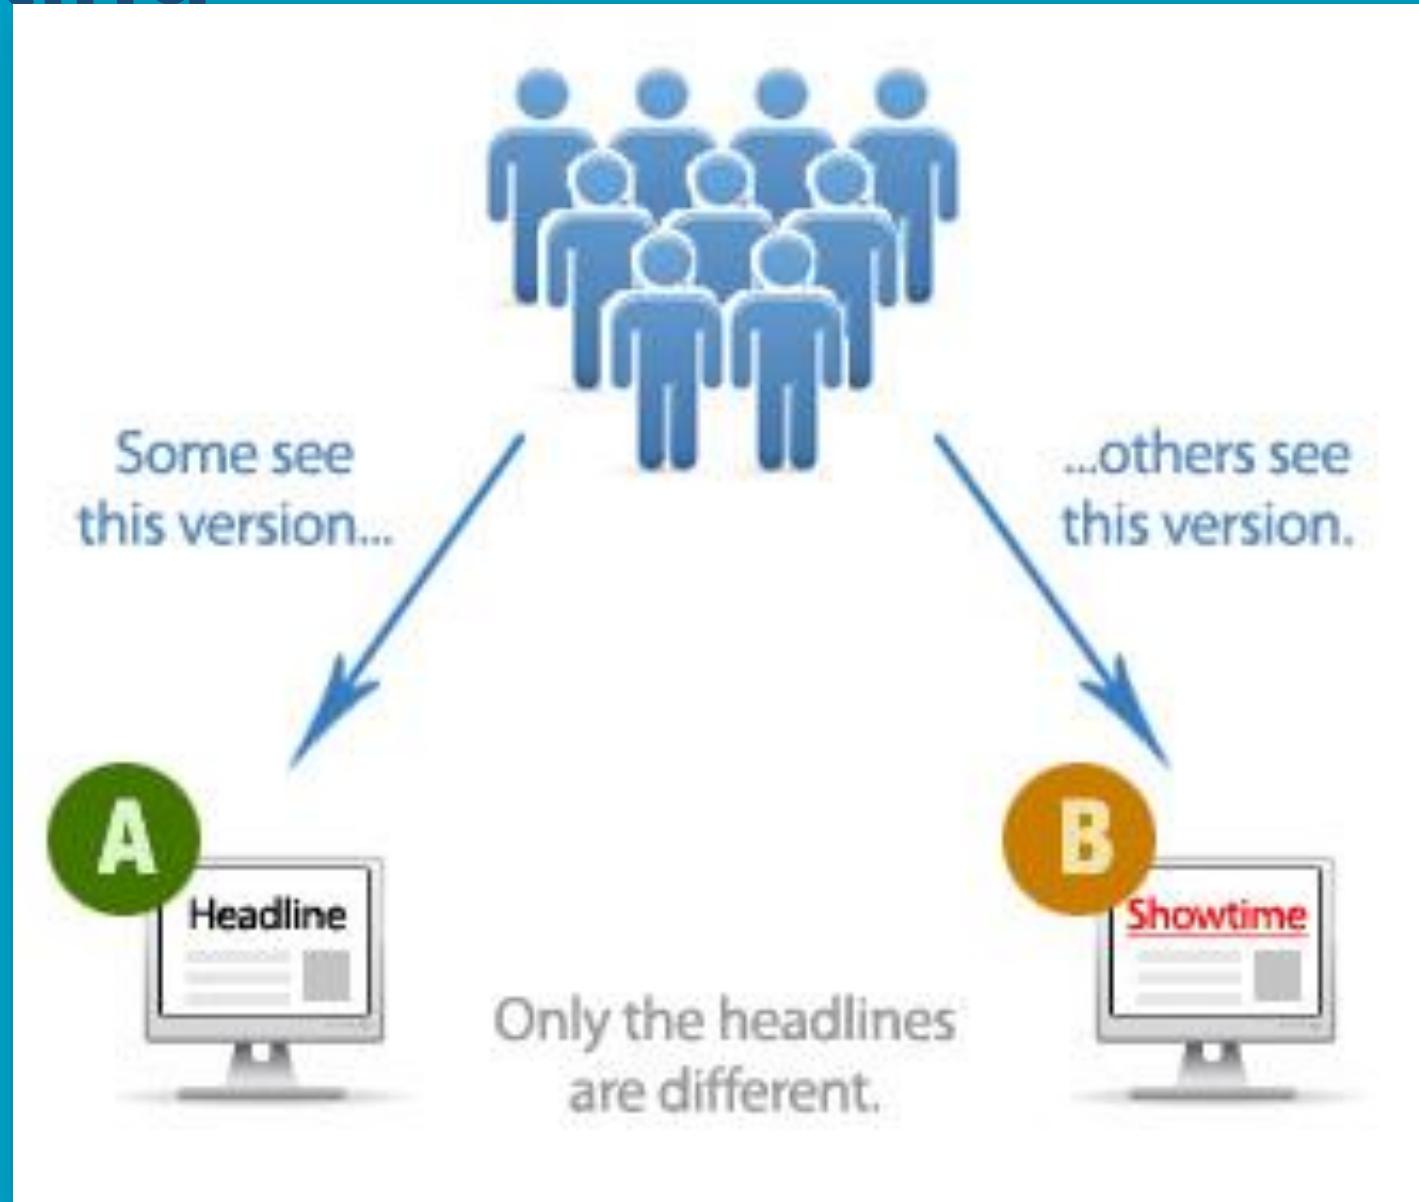 Some see
this version...
...others see
this version.
A
Headline
B
Showtime
Only the headlines
are different.